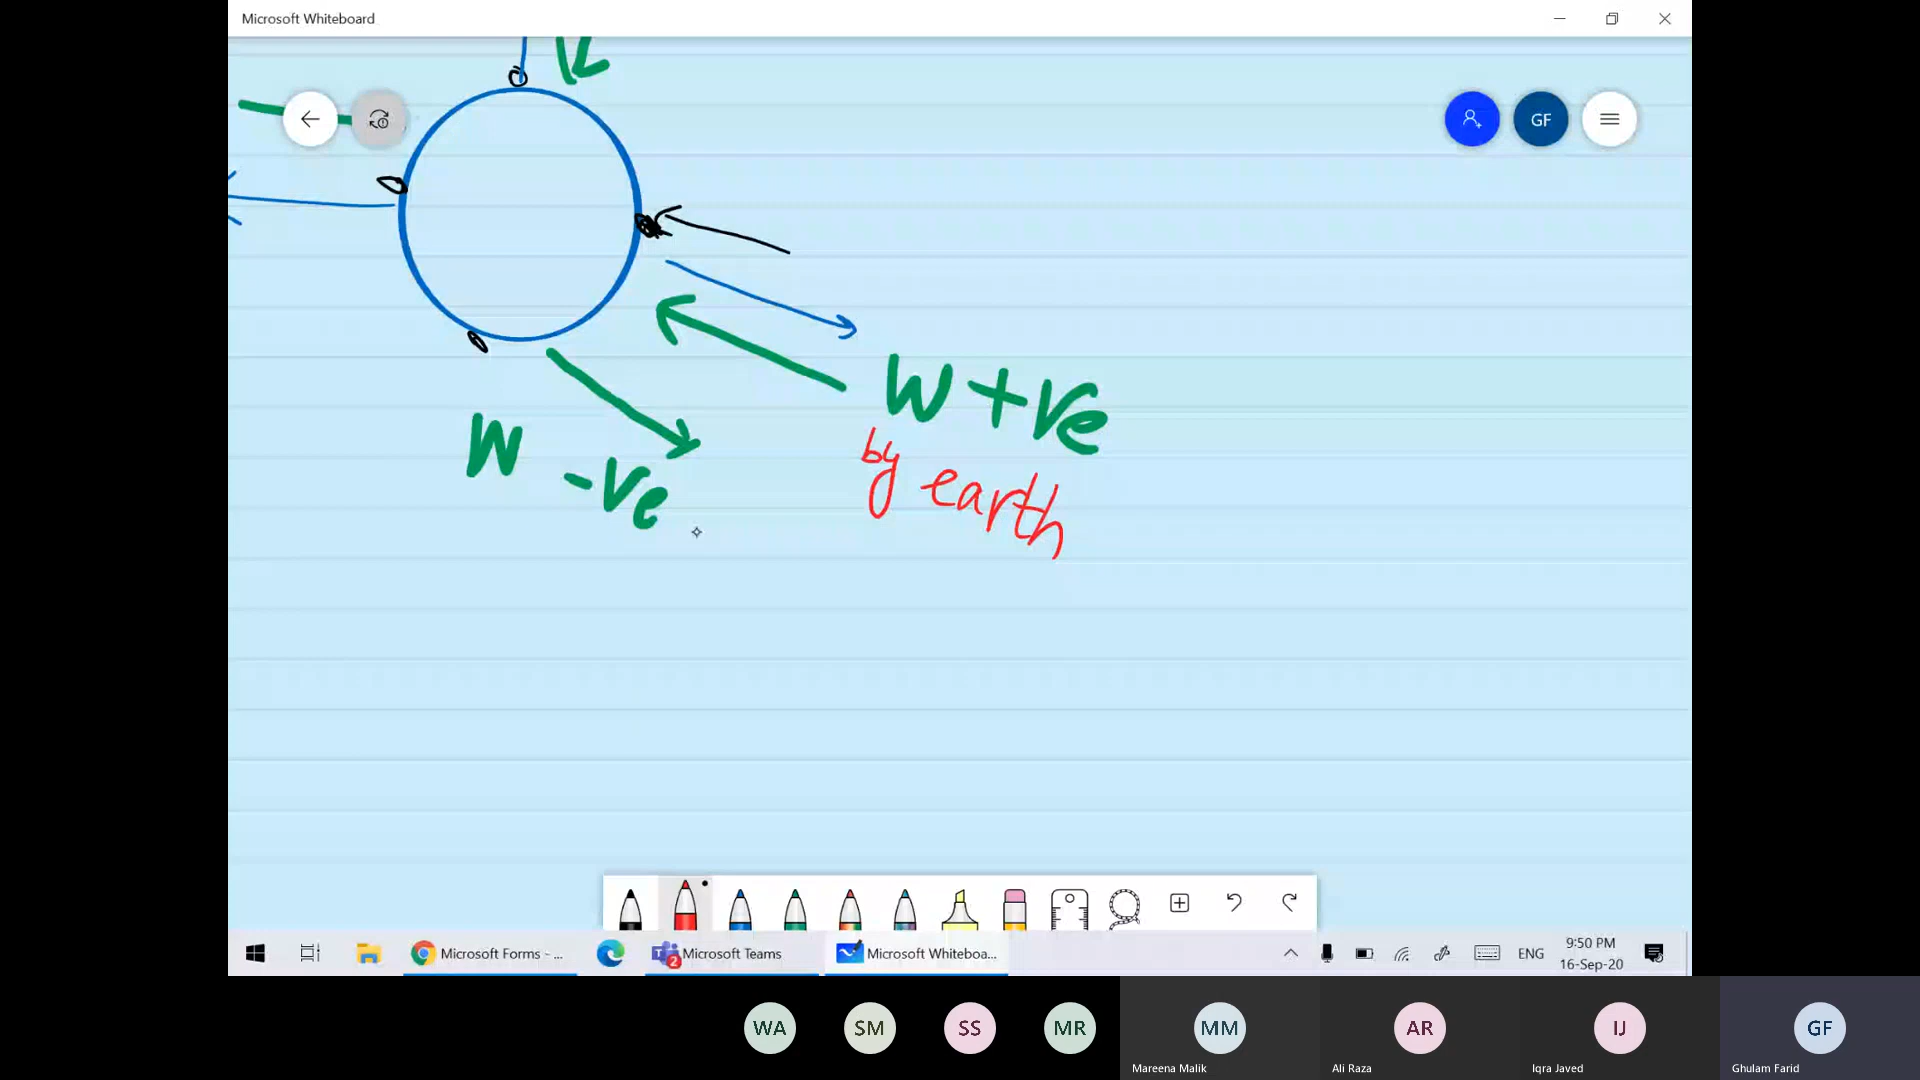 Microsoft Whiteboard
GF
W +ve
by earth
W -ve
Microsoft Forms - ...
Microsoft Teams
2
Microsoft Whiteboa...
ENG
9:50 PM
16-Sep-20
WA
SM
SS
MR
MM
AR
IJ
GF
Mareena Malik
Ali Raza
Iqra Javed
Ghulam Farid